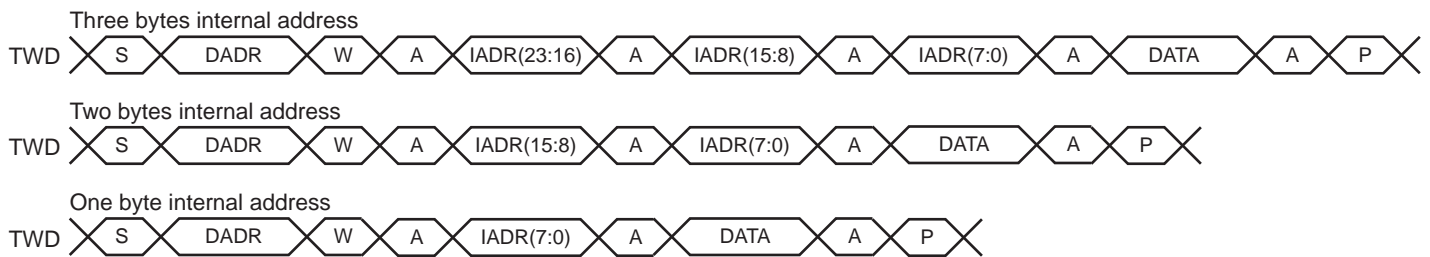 Three bytes internal address
TWD S DADR W A IADR(23:16) A IADR(15:8) A IADR(7:0) A DATA A P
Two bytes internal address
TWD S DADR W A IADR(15:8) A IADR(7:0) A DATA A P
One byte internal address
TWD S DADR W A IADR(7:0) A DATA A P